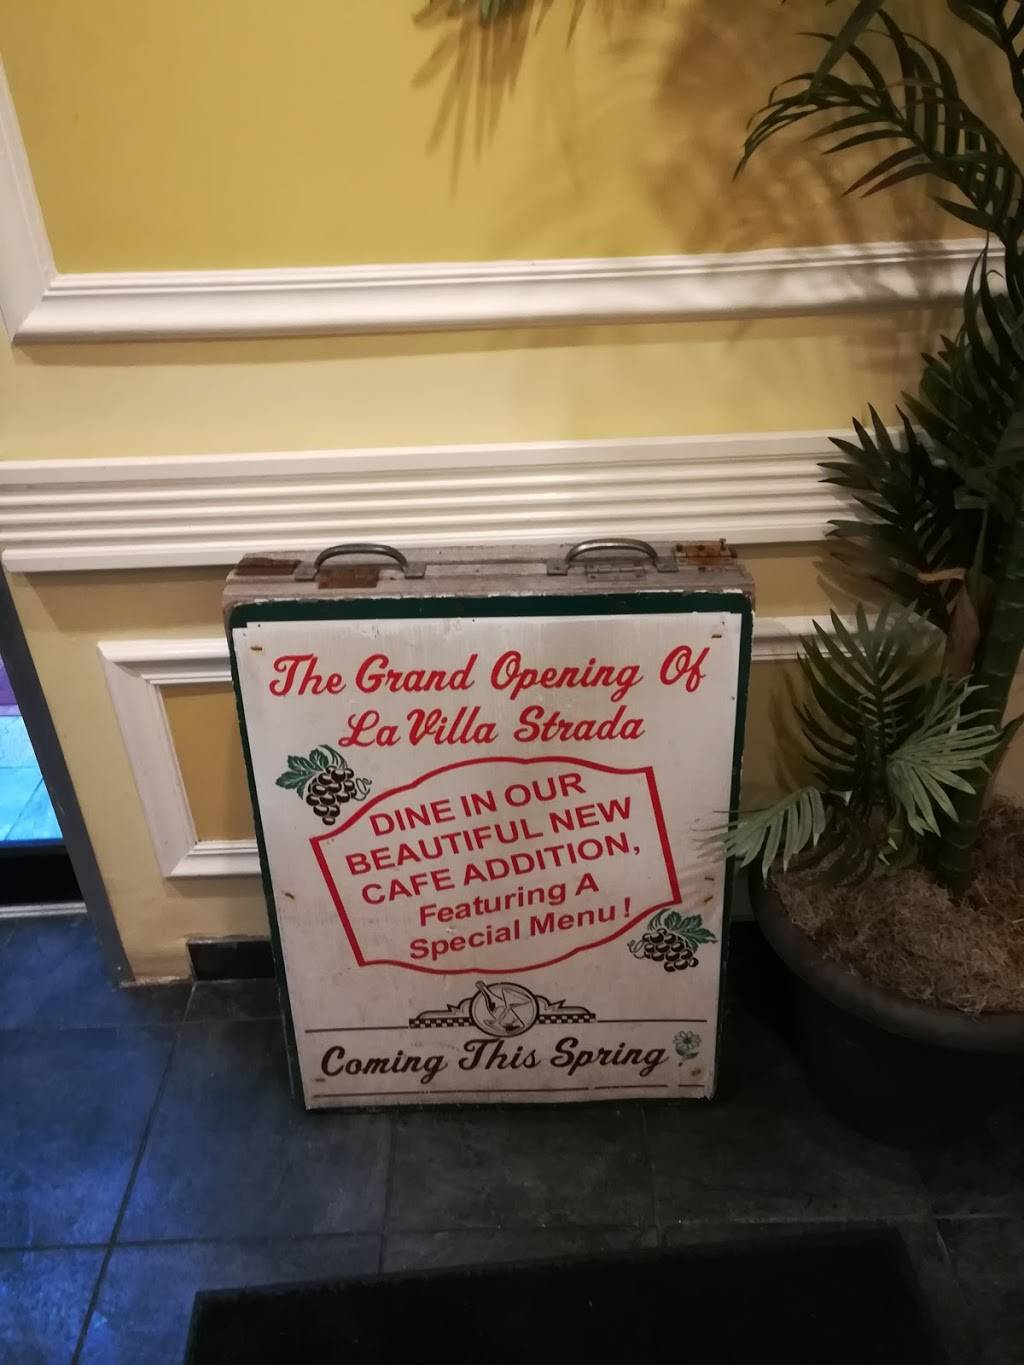 The Grand Opening Of
La Villa Strada
DINE IN OUR
BEAUTIFUL NEW
CAFE ADDITION,
Featuring A
Special Menu!
Coming This Spring